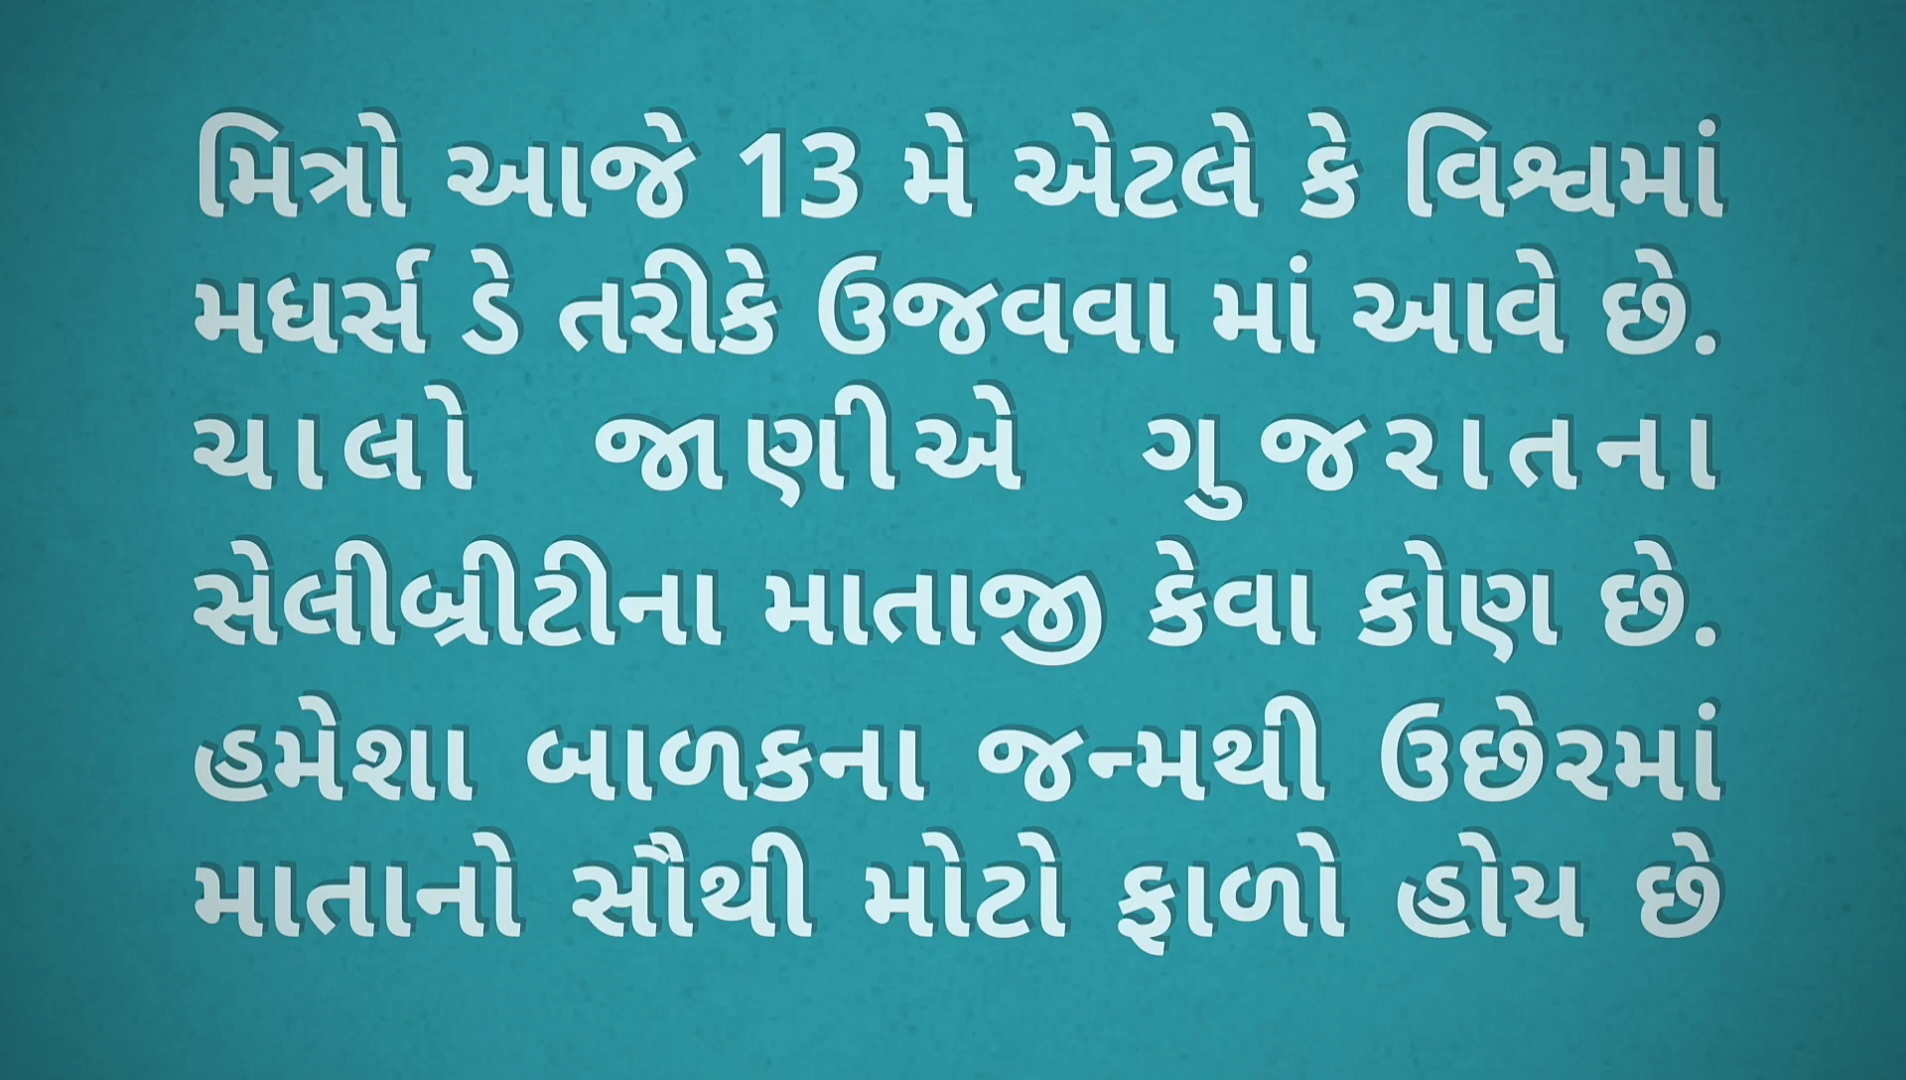 મિત્રો આજે 13 મે એટલે કે વિશ્વમાં
મધર્સ ડે તરીકે ઉજવવા માં આવે છે.
ચાલો જાણીએ ગુજરાતના
સેલીબ્રીટીના માતાજી કેવા કોણ છે.
હમેશા બાળકના જન્મથી ઉછેરમાં
માતાનો સૌથી મોટો ફાળો હોય છે